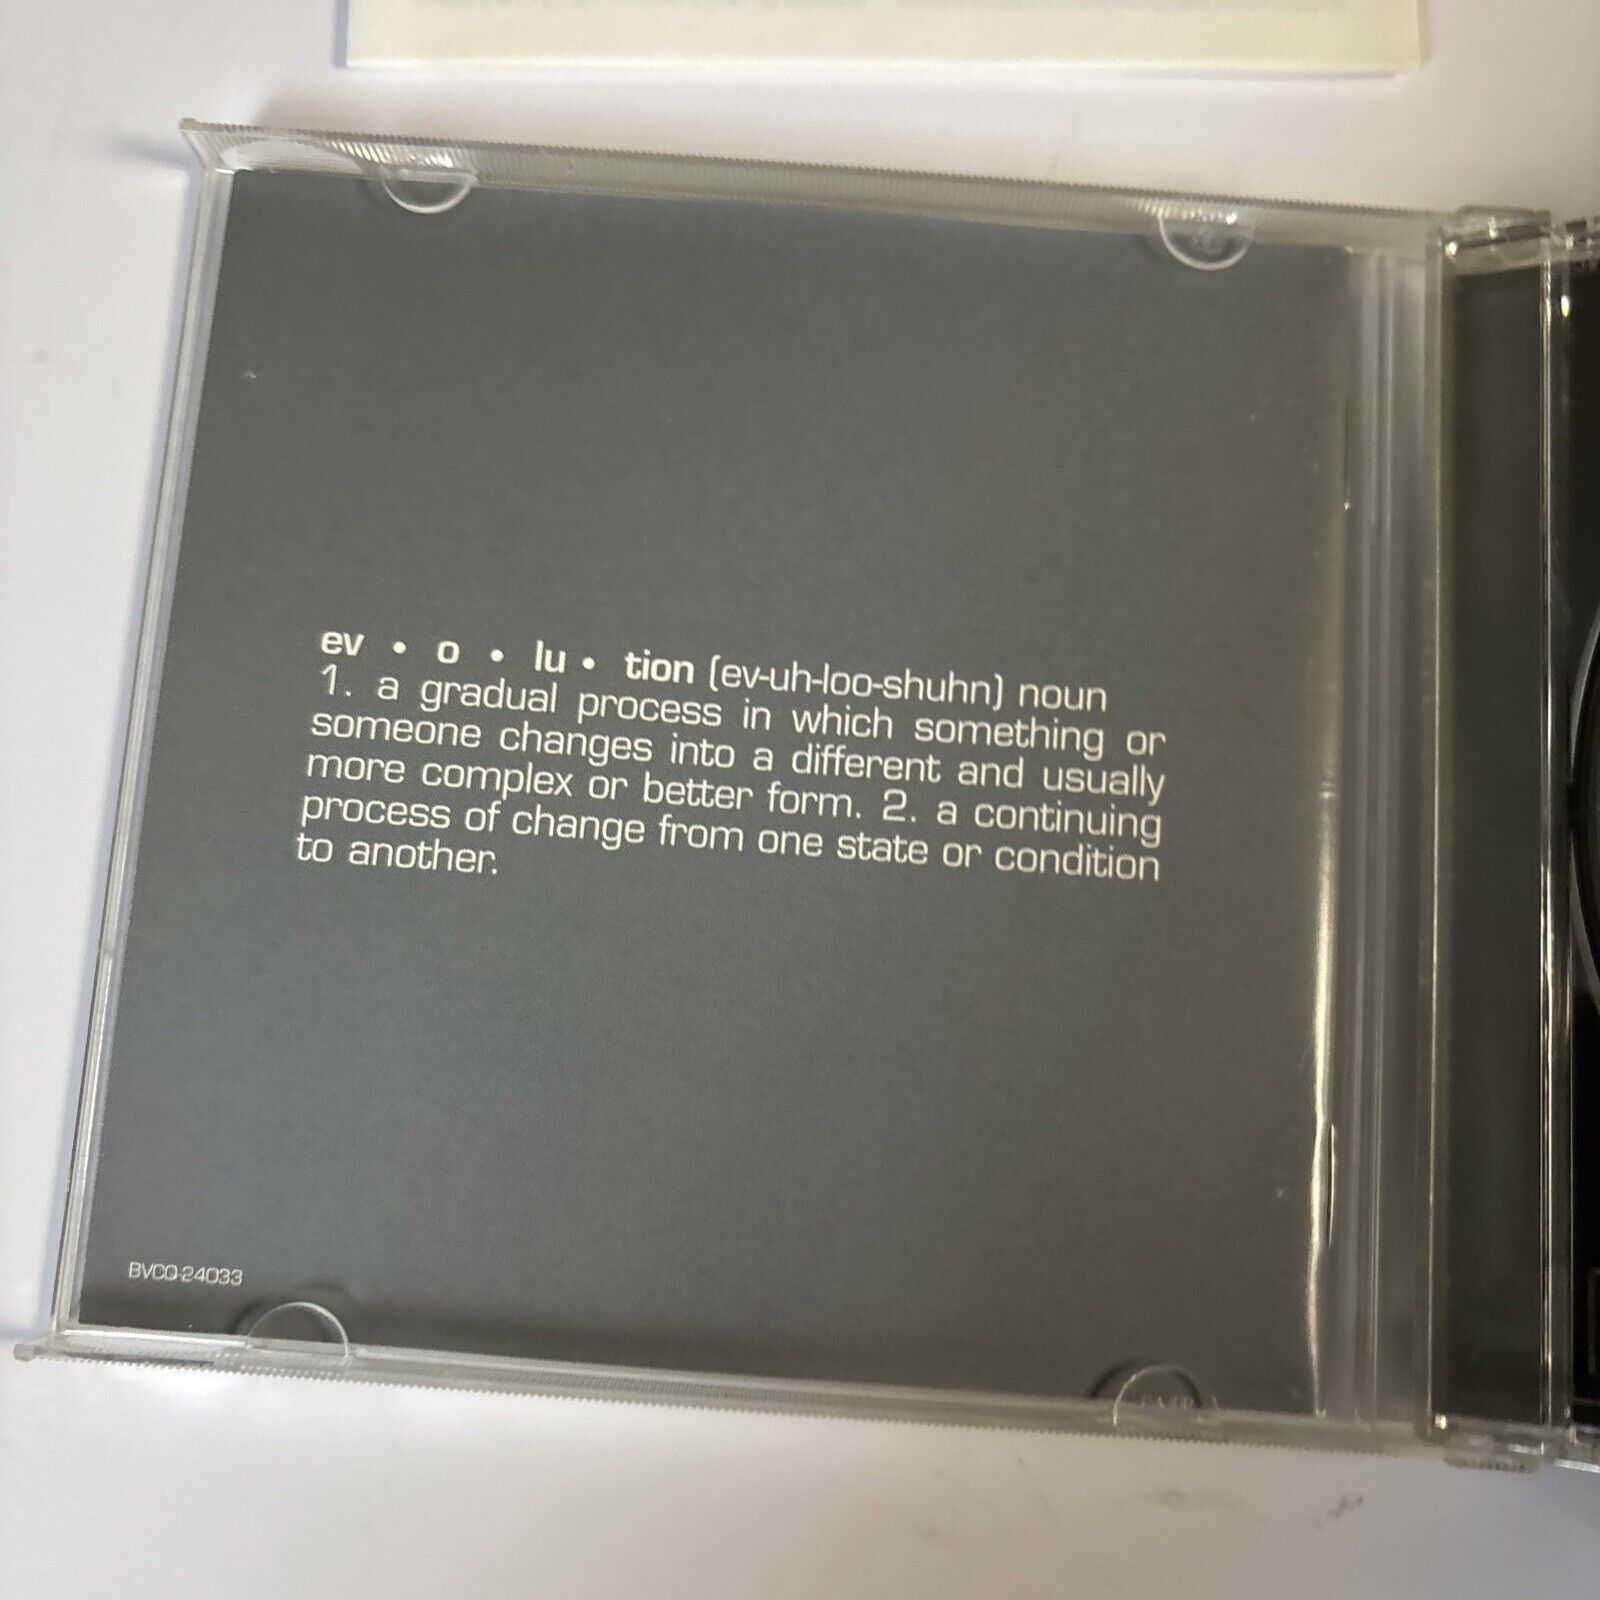 ev • o • lu • tion (ev-uh-loo-shuhn) noun
1. a gradual process in which something or
someone changes into a different and usually
more complex or better form. 2. a continuing
process of change from one state or condition
to another.
BVCQ-24033